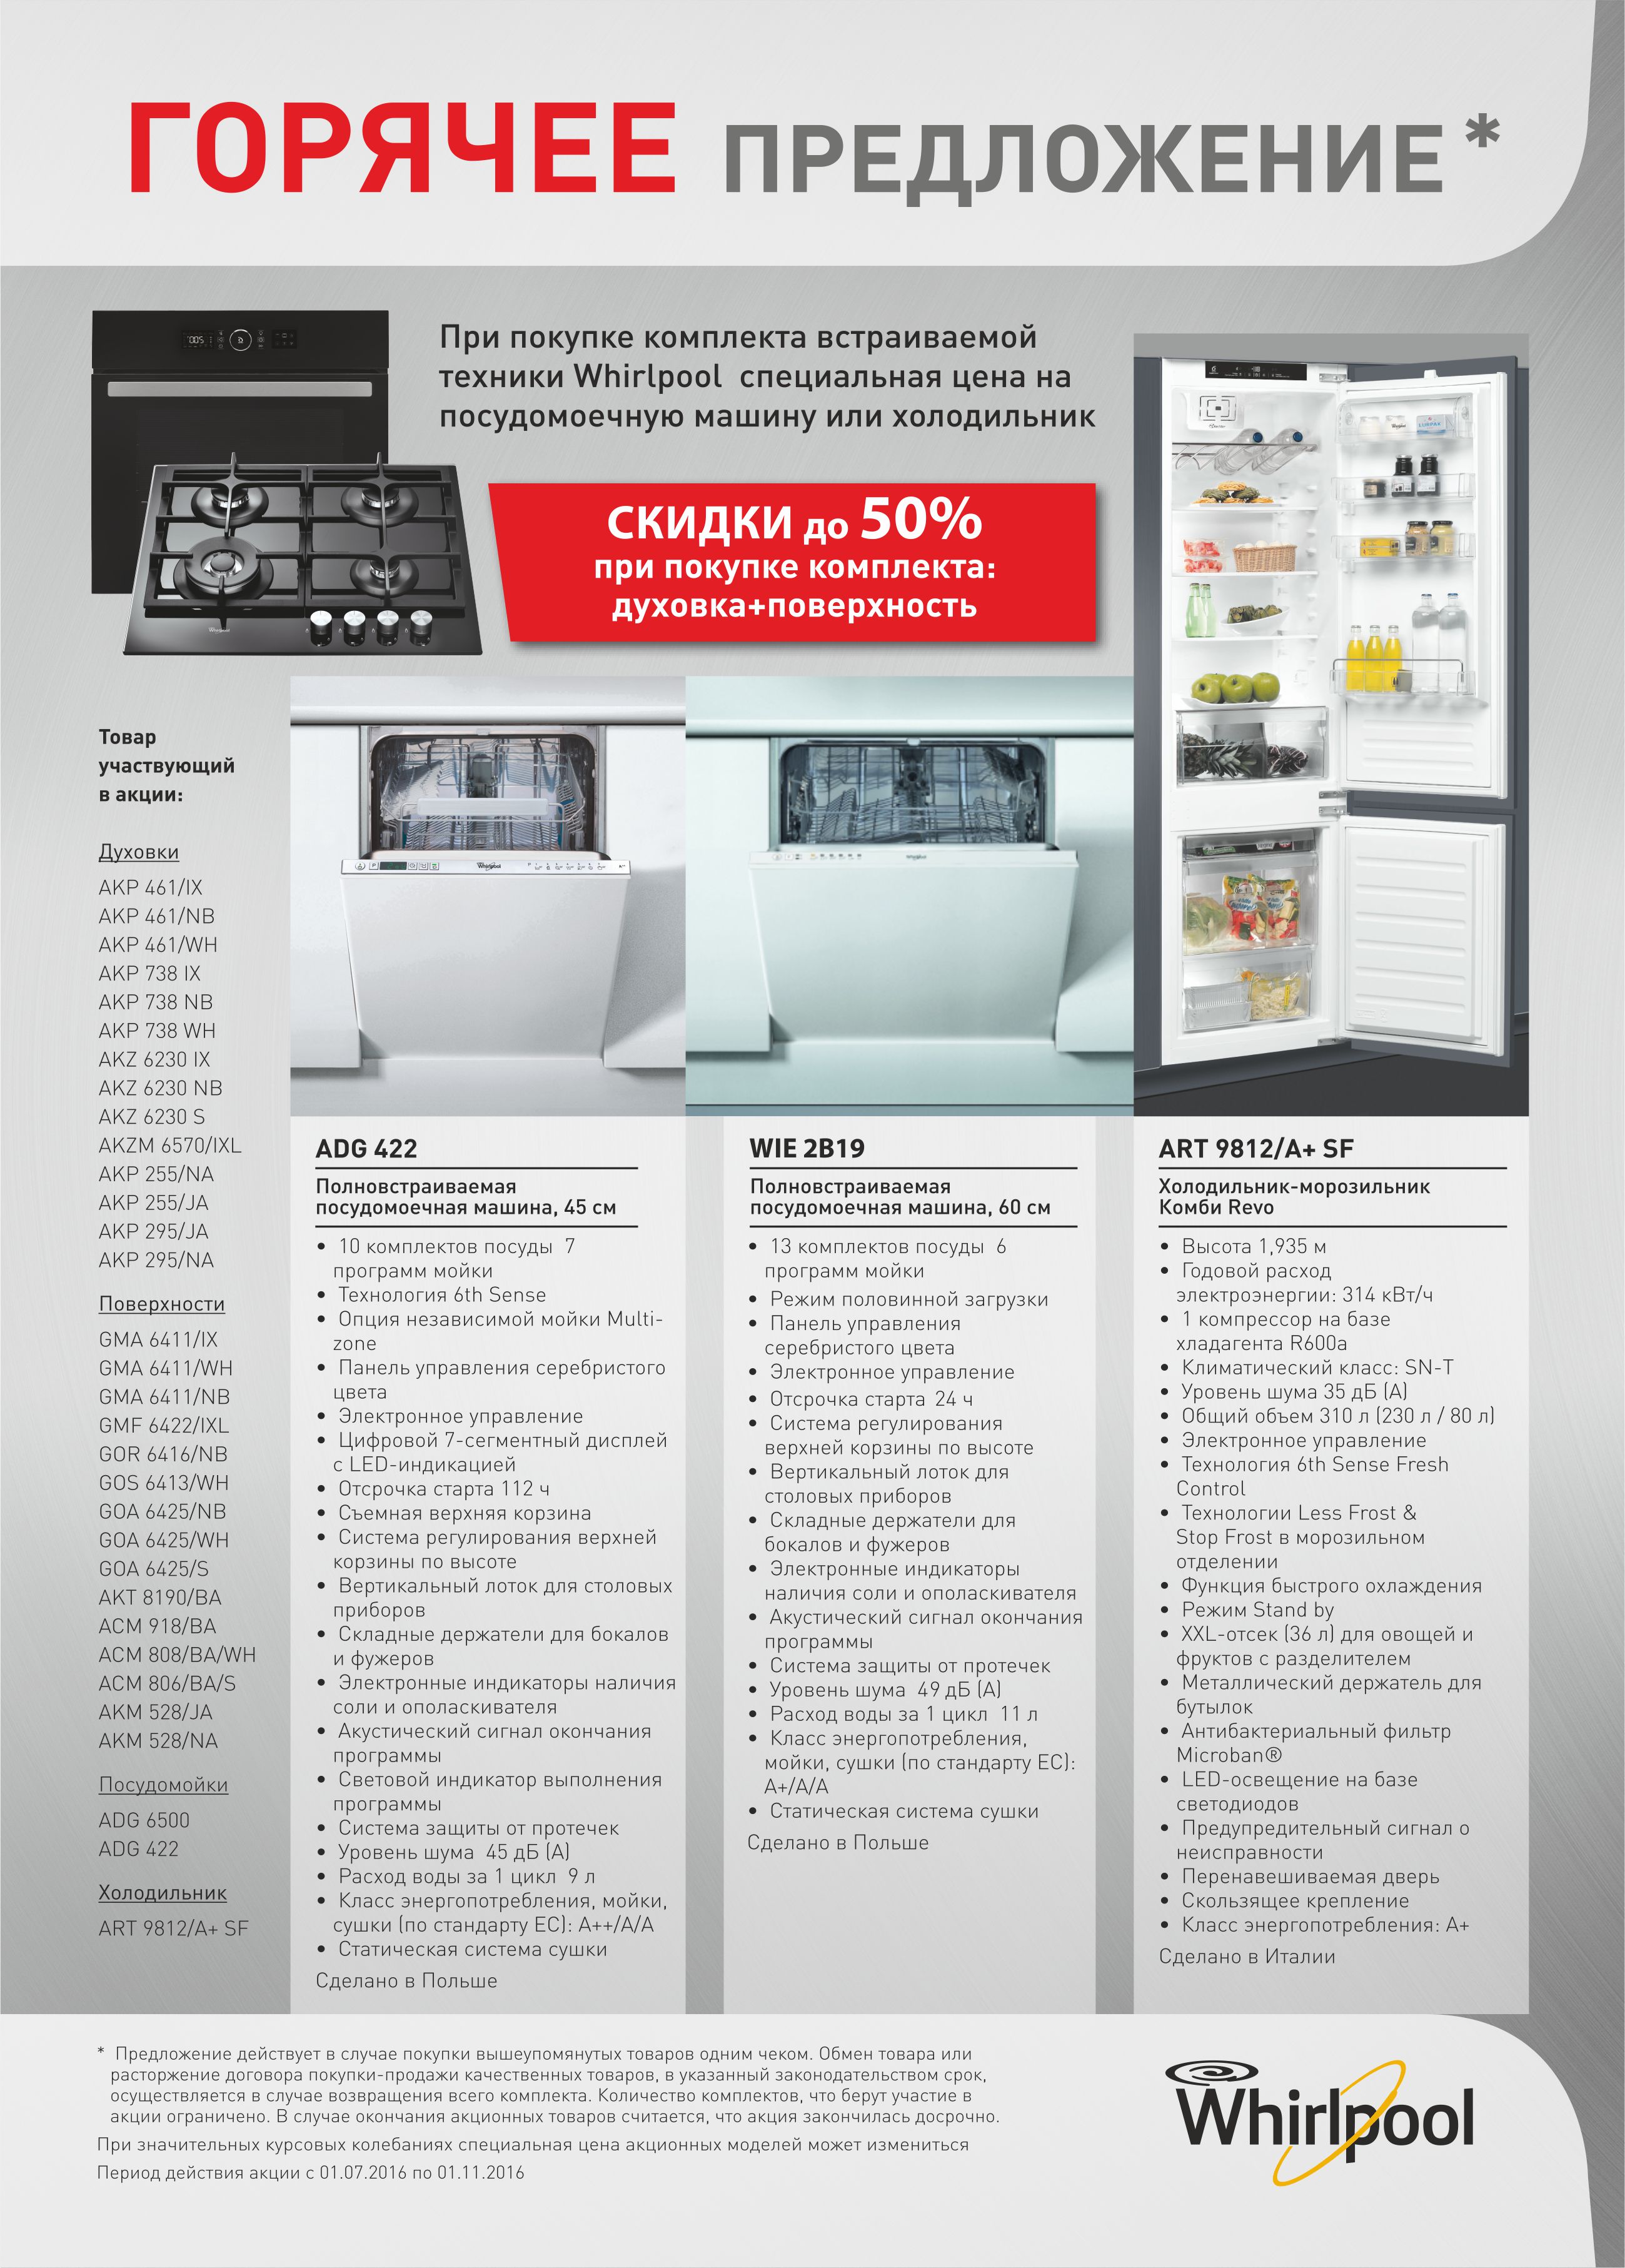 ГОРЯЧЕЕ ПРЕДЛОЖЕНИЕ *
При покупке комплекта встраиваемой
техники Whirlpool специальная цена на
посудомоечную машину или холодильник
СКИДКИ до 50%
при покупке комплекта:
духовка+поверхность
Товар
участвующий
в акции:
Духовки
AKP 461/IX
AKP 461/NB
AKP 461/WH
AKP 738 IX
AKP 738 NB
AKP 738 WH
AKZ 6230 IX
AKZ 6230 NB
AKZ 6230 S
AKZM 6570/IXL
AKP 255/NA
AKP 255/JA
AKP 295/JA
AKP 295/NA
Поверхности
GMA 6411/IX
GMA 6411/WH
GMA 6411/NB
GMF 6422/IXL
GOR 6416/NB
GOS 6413/WH
GOA 6425/NB
GOA 6425/WH
GOA 6425/S
AKT 8190/BA
ACM 918/BA
ACM 808/BA/WH
ACM 806/BA/S
AKM 528/JA
AKM 528/NA
Посудомойки
ADG 6500
ADG 422
Холодильник
ART 9812/A+ SF
ADG 422
Полновстраиваемая
посудомоечная машина, 45 см
• 10 комплектов посуды 7
программ мойки
• Технология 6th Sense
• Опция независимой мойки Multi-
zone
• Панель управления серебристого
цвета
• Электронное управление
• Цифровой 7-сегментный дисплей
с LED-индикацией
• Отсрочка старта 112 ч
• Съемная верхняя корзина
• Система регулирования верхней
корзины по высоте
• Вертикальный лоток для столовых
приборов
• Складные держатели для бокалов
и фужеров
• Электронные индикаторы наличия
соли и ополаскивателя
• Акустический сигнал окончания
программы
• Световой индикатор выполнения
программы
• Система защиты от протечек
• Уровень шума 45 дБ (А)
• Расход воды за 1 цикл 9 л
• Класс энергопотребления, мойки,
сушки (по стандарту ЕС): А++/А/А
• Статическая система сушки
Сделано в Польше
WIE 2B19
Полновстраиваемая
посудомоечная машина, 60 см
• 13 комплектов посуды 6
программ мойки
• Режим половинной загрузки
• Панель управления
серебристого цвета
• Электронное управление
• Отсрочка старта 24 ч
• Система регулирования
верхней корзины по высоте
• Вертикальный лоток для
столовых приборов
• Складные держатели для
бокалов и фужеров
• Электронные индикаторы
наличия соли и ополаскивателя
• Акустический сигнал окончания
программы
• Система защиты от протечек
• Уровень шума 49 дБ (А)
• Расход воды за 1 цикл 11 л
• Класс энергопотребления,
мойки, сушки (по стандарту ЕС):
А+/А/А
• Статическая система сушки
Сделано в Польше
ART 9812/A+ SF
Холодильник-морозильник
Комби Revo
• Высота 1,935 м
• Годовой расход
электроэнергии: 314 кВт/ч
• 1 компрессор на базе
хладагента R600a
• Климатический класс: SN-T
• Уровень шума 35 дБ (А)
• Общий объем 310 л (230 л / 80 л)
• Электронное управление
• Технология 6th Sense Fresh
Control
• Технологии Less Frost &
Stop Frost в морозильном
отделении
• Функция быстрого охлаждения
• Режим Stand by
• XXL-отсек (36 л) для овощей и
фруктов с разделителем
• Металлический держатель для
бутылок
• Антибактериальный фильтр
Microban®
• LED-освещение на базе
светодиодов
• Предупредительный сигнал о
неисправности
• Перенавешиваемая дверь
• Скользящее крепление
• Класс энергопотребления: А+
Сделано в Италии
* Предложение действует в случае покупки вышеупомянутых товаров одним чеком. Обмен товара или
расторжение договора покупки-продажи качественных товаров, в указанный законодательством срок,
осуществляется в случае возвращения всего комплекта. Количество комплектов, что берут участие в
акции ограничено. В случае окончания акционных товаров считается, что акция закончилась досрочно.
При значительных курсовых колебаниях специальная цена акционных моделей может измениться
Период действия акции с 01.07.2016 по 01.11.2016
Whirlpool